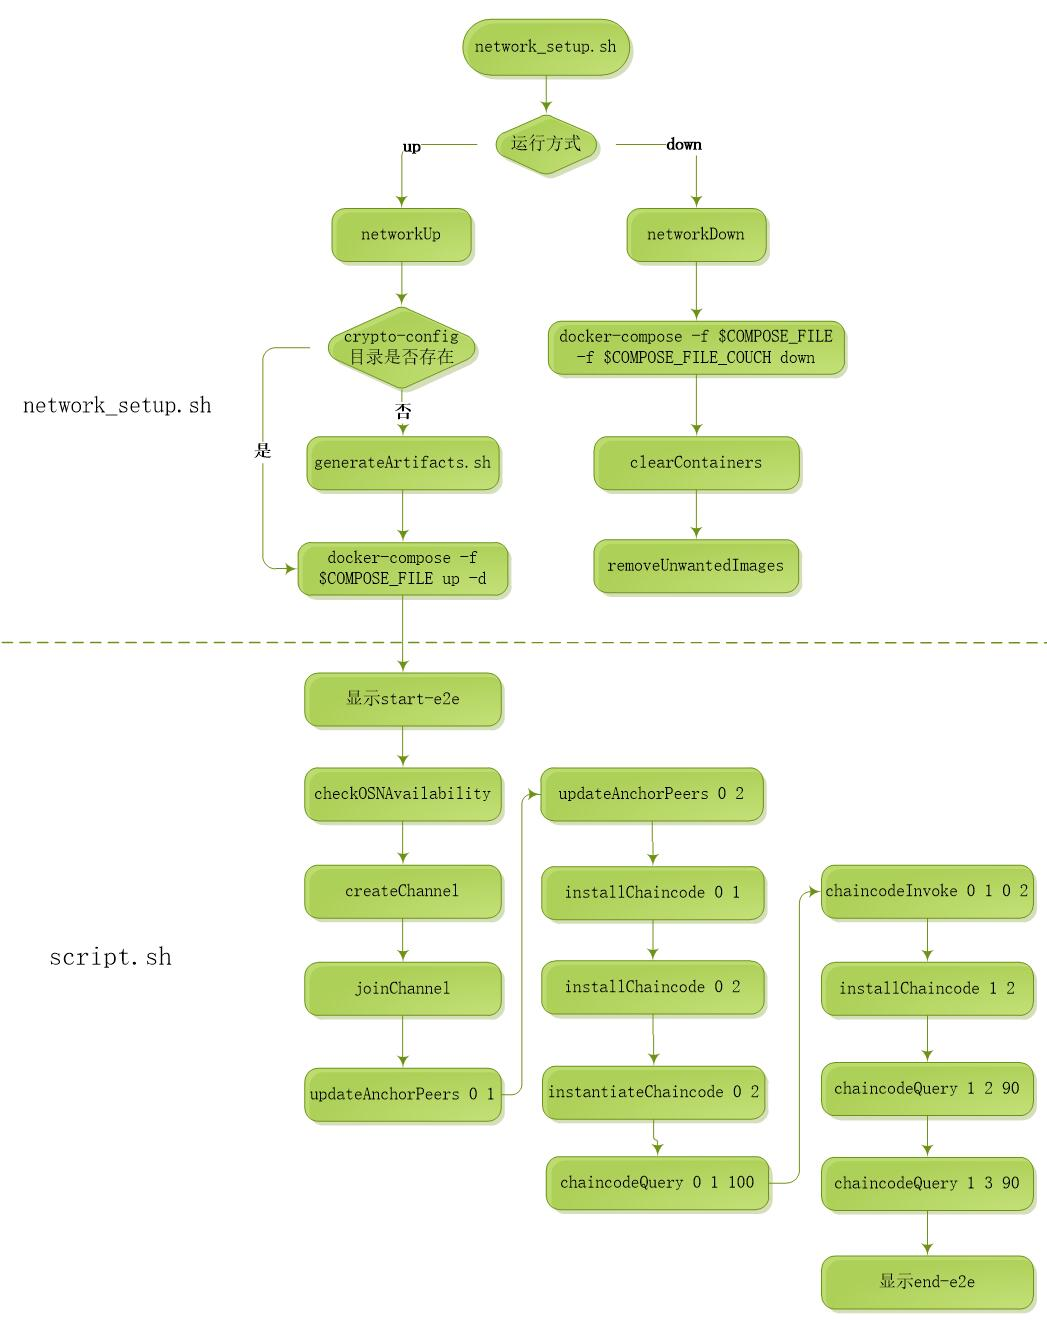 network_setup.sh
运行方式
up
down
networkUp
networkDown
crypto-config
目录是否存在
docker-compose -f $COMPOSE_FILE
-f $COMPOSE_FILE_COUCH down
network_setup.sh
否
是
generateArtifacts.sh
clearContainers
docker-compose -f
$COMPOSE_FILE up -d
removeUnwantedImages
显示start-e2e
checkOSNAvailability
createChannel
joinChannel
updateAnchorPeers 0 1
script.sh
updateAnchorPeers 0 2
installChaincode 0 1
installChaincode 0 2
instantiateChaincode 0 2
chaincodeQuery 0 1 100
chaincodeInvoke 0 1 0 2
installChaincode 1 2
chaincodeQuery 1 2 90
chaincodeQuery 1 3 90
显示end-e2e